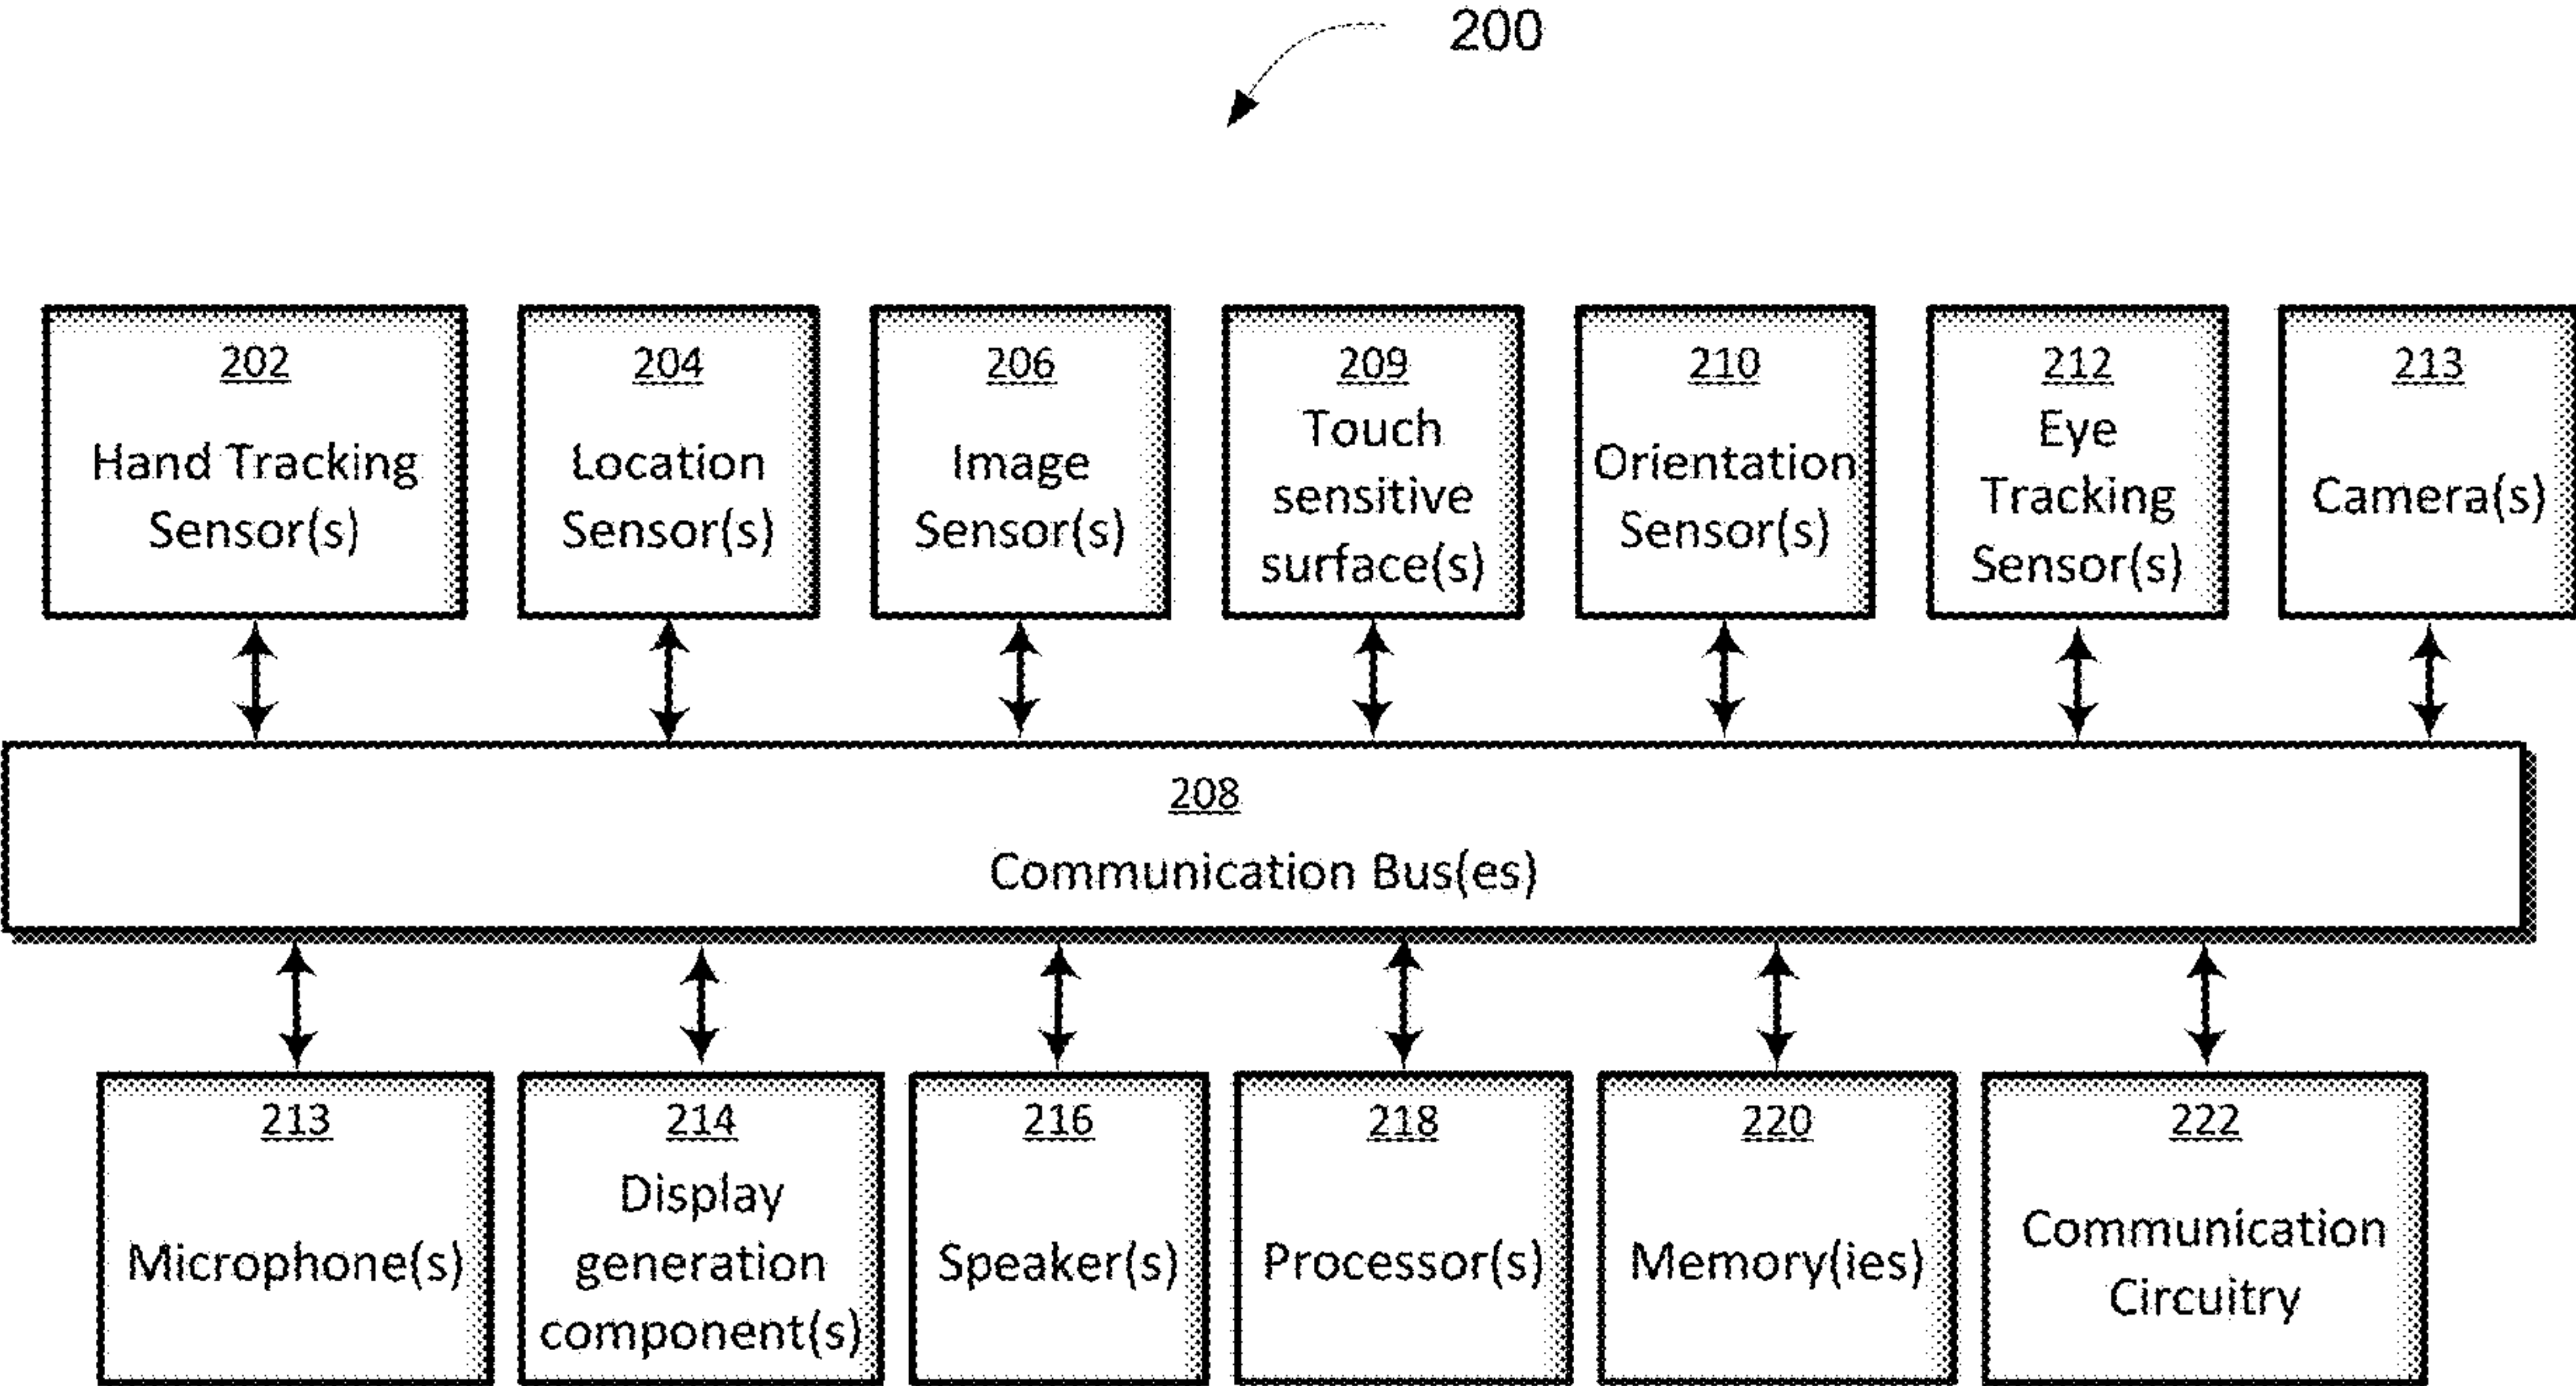 200
202
Hand Tracking
Sensor(s)
204
Location
Sensor(s)
206
Image
Sensor(s)
209
Touch
sensitive
surface(s)
210
Orientation
Sensor(s)
212
Eye
Tracking
Sensor(s)
213
Camera(s)
208
Communication Bus(es)
213
Microphone(s)
214
Display
generation
component(s)
216
Speaker(s)
218
Processor(s)
220
Memory(ies)
222
Communication
Circuitry